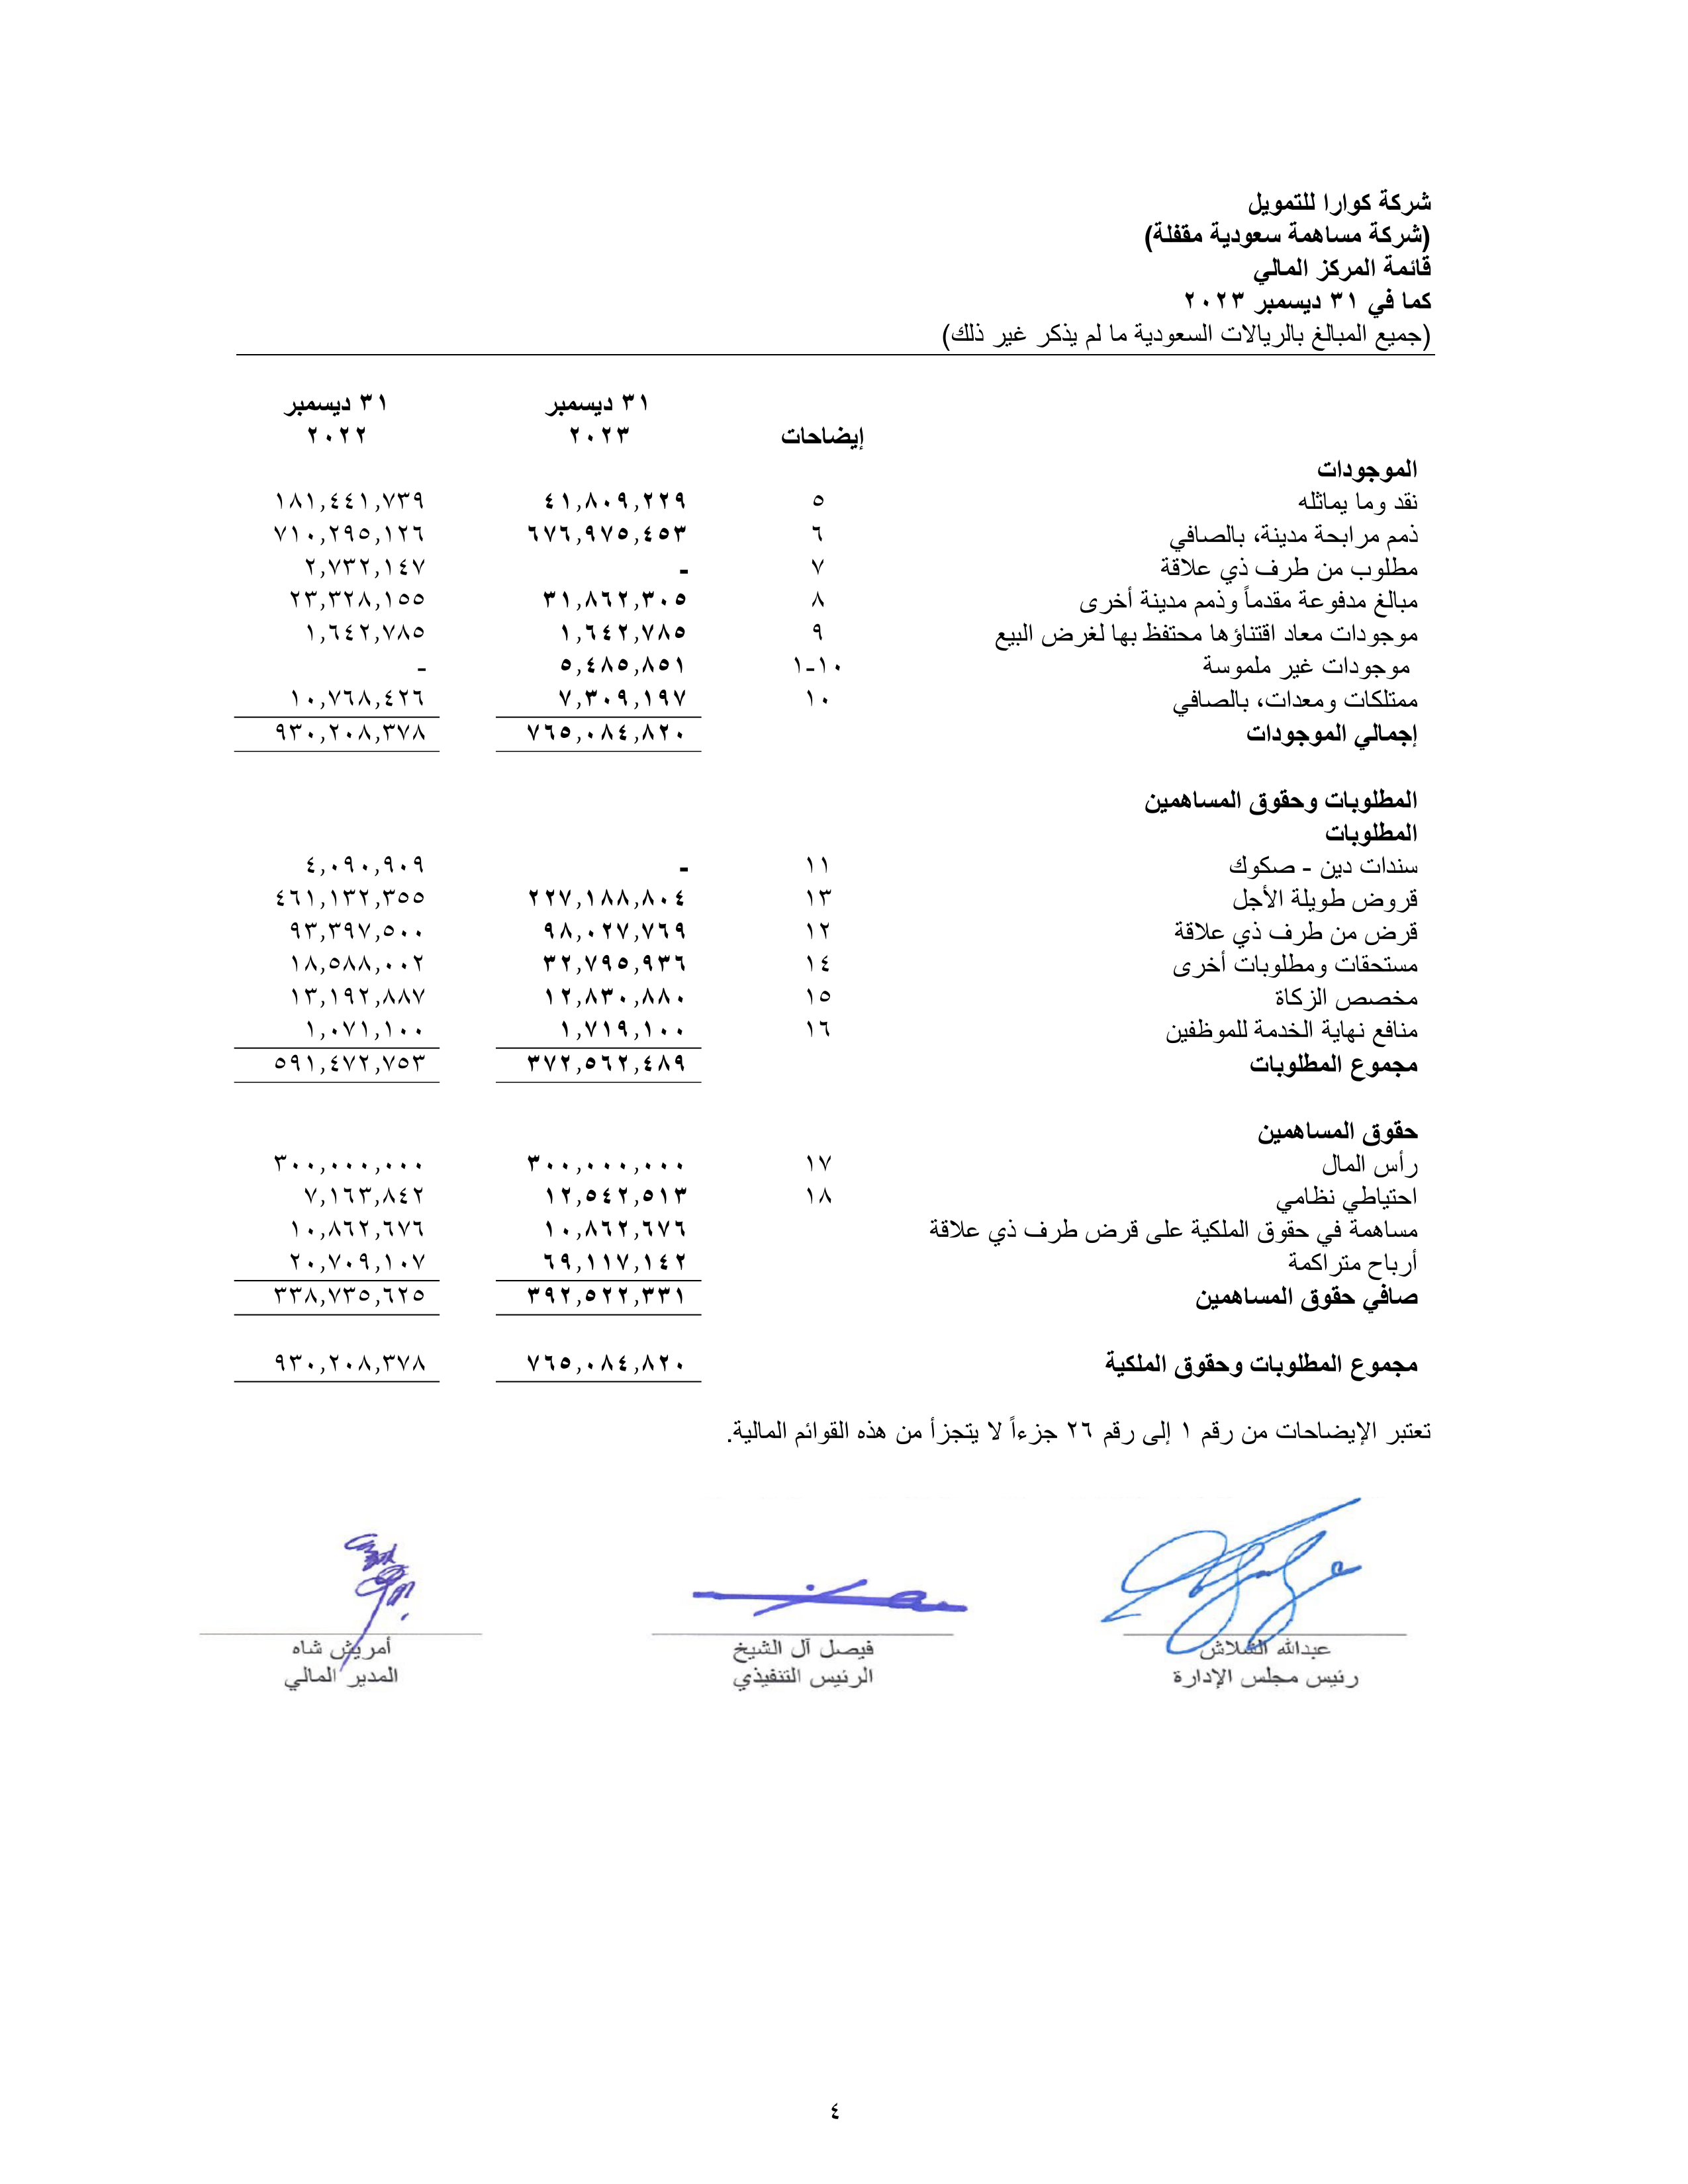 شركة كوارا للتمويل
(شركة مساهمة سعودية مقفلة)
قائمة المركز المالي
كما في ٣١ ديسمبر ٢٠٢٣
(جميع المبالغ بالريالات السعودية ما لم يذكر غير ذلك)
٣١ ديسمبر ٣١ ديسمبر
إيضاحات ٢٠٢٣ ٢٠٢٢
الموجودات
نقد وما يماثله ٥ ٤١,٨٠٩,٢٢٩ ١٨١,٤٤١,٧٣٩
ذمم مرابحة مدينة، بالصافي ٦ ٦٧٦,٩٧٥,٤٥٣ ٧١٠,٢٩٥,١٢٦
مطلوب من طرف ذي علاقة ٧ - ٢,٧٣٢,١٤٧
مبالغ مدفوعة مقدماً وذمم مدينة أخرى ٨ ٣١,٨٦٢,٣٠٥ ٢٣,٣٢٨,١٥٥
موجودات معاد اقتناؤها محتفظ بها لغرض البيع ٩ ١,٦٤٢,٧٨٥ ١,٦٤٢,٧٨٥
موجودات غير ملموسة ١٠-١ ٥,٤٨٥,٨٥١ -
ممتلكات ومعدات، بالصافي ١٠ ٧,٣٠٩,١٩٧ ١٠,٧٦٨,٤٢٦
إجمالي الموجودات ٧٦٥,٠٨٤,٨٢٠ ٩٣٠,٢٠٨,٣٧٨
المطلوبات وحقوق المساهمين
المطلوبات
سندات دين - صكوك ١١ - ٤,٠٩٠,٩٠٩
قروض طويلة الأجل ١٣ ٢٢٧,١٨٨,٨٠٤ ٤٦١,١٣٢,٣٥٥
قرض من طرف ذي علاقة ١٢ ٩٨,٠٢٧,٧٦٩ ٩٣,٣٩٧,٥٠٠
مستحقات ومطلوبات أخرى ١٤ ٣٢,٧٩٥,٩٣٦ ١٨,٥٨٨,٠٠٢
مخصص الزكاة ١٥ ١٢,٨٣٠,٨٨٠ ١٣,١٩٢,٨٨٧
منافع نهاية الخدمة للموظفين ١٦ ١,٧١٩,١٠٠ ١,٠٧١,١٠٠
مجموع المطلوبات ٣٧٢,٥٦٢,٤٨٩ ٥٩١,٤٧٢,٧٥٣
حقوق المساهمين
رأس المال ١٧ ٣٠٠,٠٠٠,٠٠٠ ٣٠٠,٠٠٠,٠٠٠
احتياطي نظامي ١٨ ١٢,٥٤٢,٥١٣ ٧,١٦٣,٨٤٢
مساهمة في حقوق الملكية على قرض طرف ذي علاقة ١٠,٨٦٢,٦٧٦ ١٠,٨٦٢,٦٧٦
أرباح متراكمة ٦٩,١١٧,١٤٢ ٢٠,٧٠٩,١٠٧
صافي حقوق المساهمين ٣٩٢,٥٢٢,٣٣١ ٣٣٨,٧٣٥,٦٢٥
مجموع المطلوبات وحقوق الملكية ٧٦٥,٠٨٤,٨٢٠ ٩٣٠,٢٠٨,٣٧٨
تعتبر الإيضاحات من رقم ١ إلى رقم ٢٦ جزءاً لا يتجزأ من هذه القوائم المالية.
عبدالله الشلاش فيصل آل الشيخ أمريش شاه
رئيس مجلس الإدارة الرئيس التنفيذي المدير المالي
٤